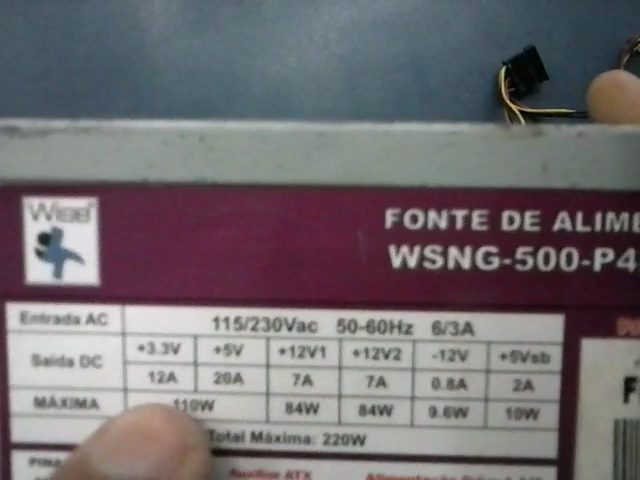 Wise
FONTE DE ALIME
WSNG-500-P4
Entrada AC 115/230Vac 50-60Hz 6/3A
Saída DC +3.3V +5V +12V1 +12V2 -12V +5Vsb
12A 20A 7A 7A 0.8A 2A
MÁXIMA 110W 84W 84W 9.6W 10W
Total Máxima: 220W
Auxiliar ATX